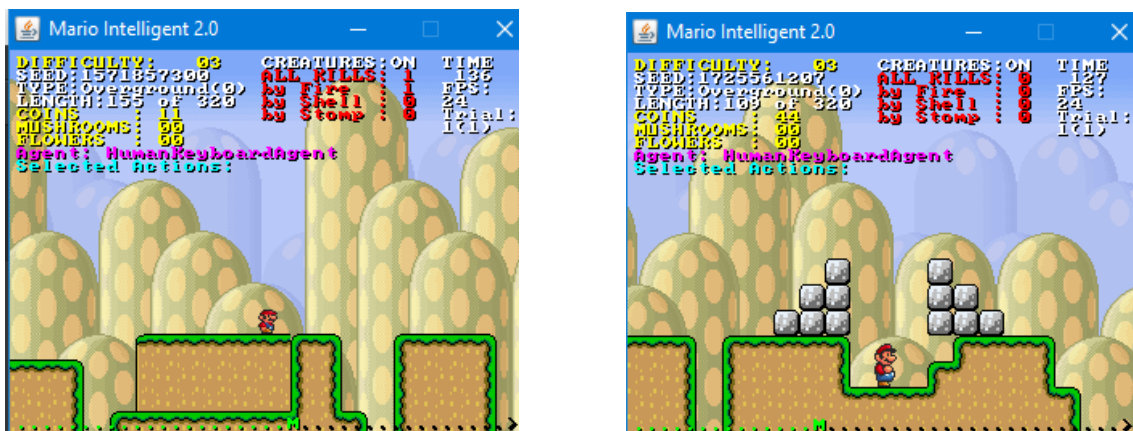 Mario Intelligent 2.0
DIFFICULTY: 03 CREATURES:ON TIME
SEED:1571857300 ALL KILLS: 1 136
TYPE:Overground(0) by Fire : 1 FPS:
LENGTH:155 of 320 by Shell : 0 24
COINS : 11 by Stomp : 0 Trial:
MUSHROOMS: 00 1(1)
FLOWERS : 00
Agent: HumanKeyboardAgent
Selected Actions:
M
Mario Intelligent 2.0
DIFFICULTY: 03 CREATURES:ON TIME
SEED:1725561207 ALL KILLS: 0 127
TYPE:Overground(0) by Fire : 0 FPS:
LENGTH:109 of 320 by Shell : 0 24
COINS : 44 by Stomp : 0 Trial:
MUSHROOMS: 00 1(1)
FLOWERS : 00
Agent: HumanKeyboardAgent
Selected Actions:
M